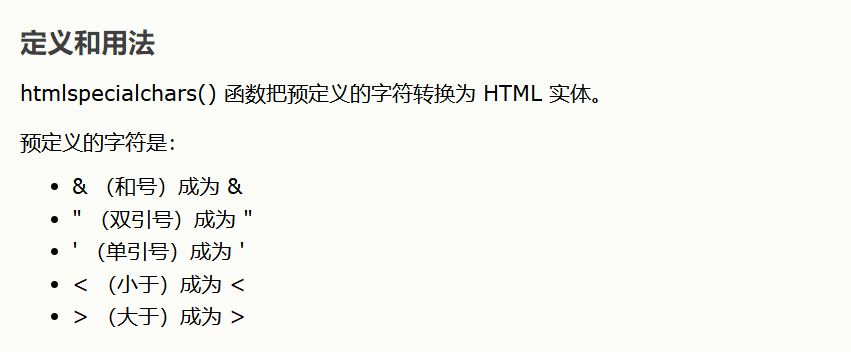 定义和用法
htmlspecialchars() 函数把预定义的字符转换为 HTML 实体。
预定义的字符是：
• & （和号）成为 &
• " （双引号）成为 "
• ' （单引号）成为 '
• < （小于）成为 <
• > （大于）成为 >